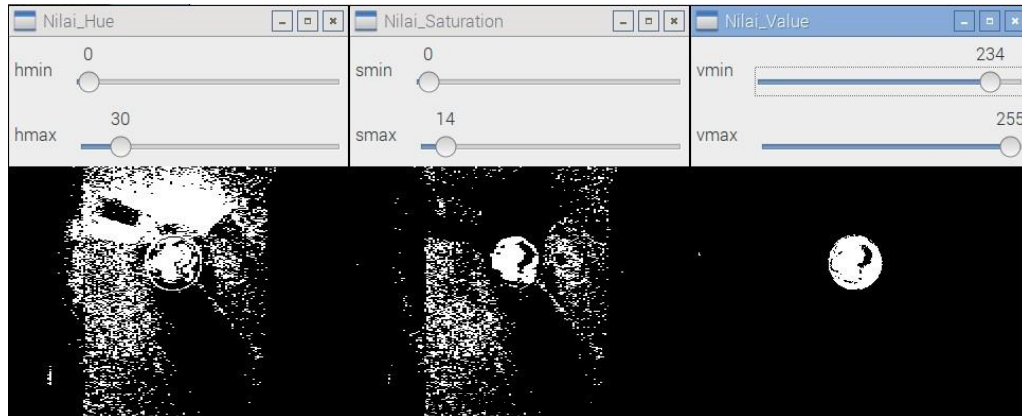 Nilai_Hue
hmin 0
hmax 30
Nilai_Saturation
smin 0
smax 14
Nilai_Value
vmin 234
vmax 255